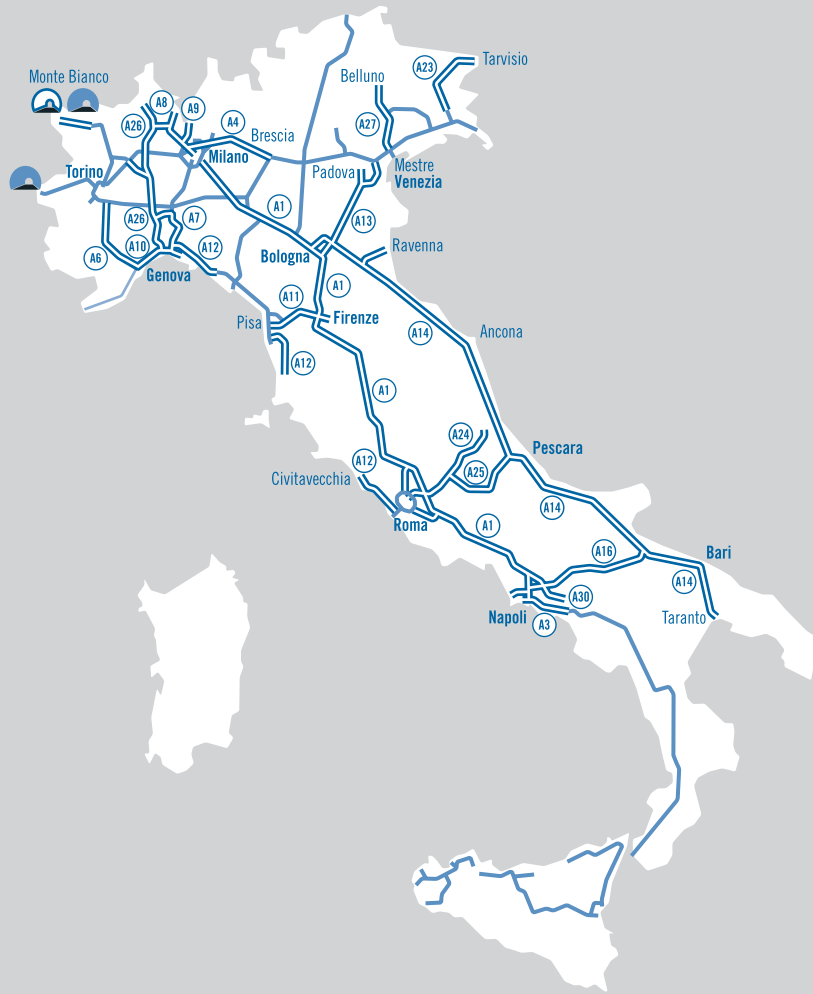 Tarvisio
A23
Belluno
Monte Bianco
A8
A9
A26
A4
A27
Brescia
Milano
Mestre
Venezia
Padova
Torino
A1
A26
A7
A13
A10
A12
A6
Genova
Bologna
Ravenna
A1
A11
Firenze
Pisa
A14
Ancona
A12
A1
A24
Pescara
A12
A25
Civitavecchia
A14
Roma
A1
A16
Bari
A14
A30
Napoli
A3
Taranto